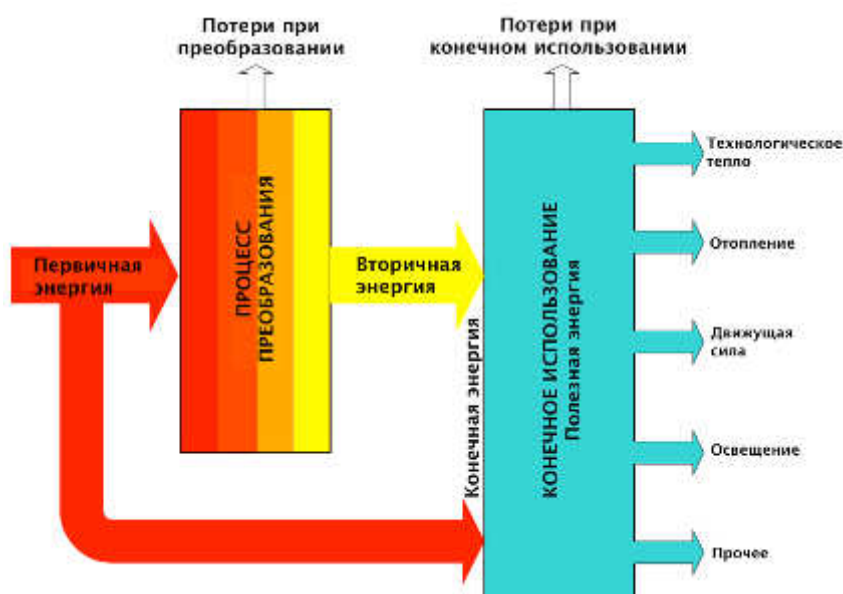 Потери при
преобразовании
Потери при
конечном использовании
Первичная
энергия
ПРОЦЕСС
ПРЕОБРАЗОВАНИЯ
Вторичная
энергия
Конечная энергия
КОНЕЧНОЕ ИСПОЛЬЗОВАНИЕ
Полезная энергия
Технологическое
тепло
Отопление
Движущая
сила
Освещение
Прочее